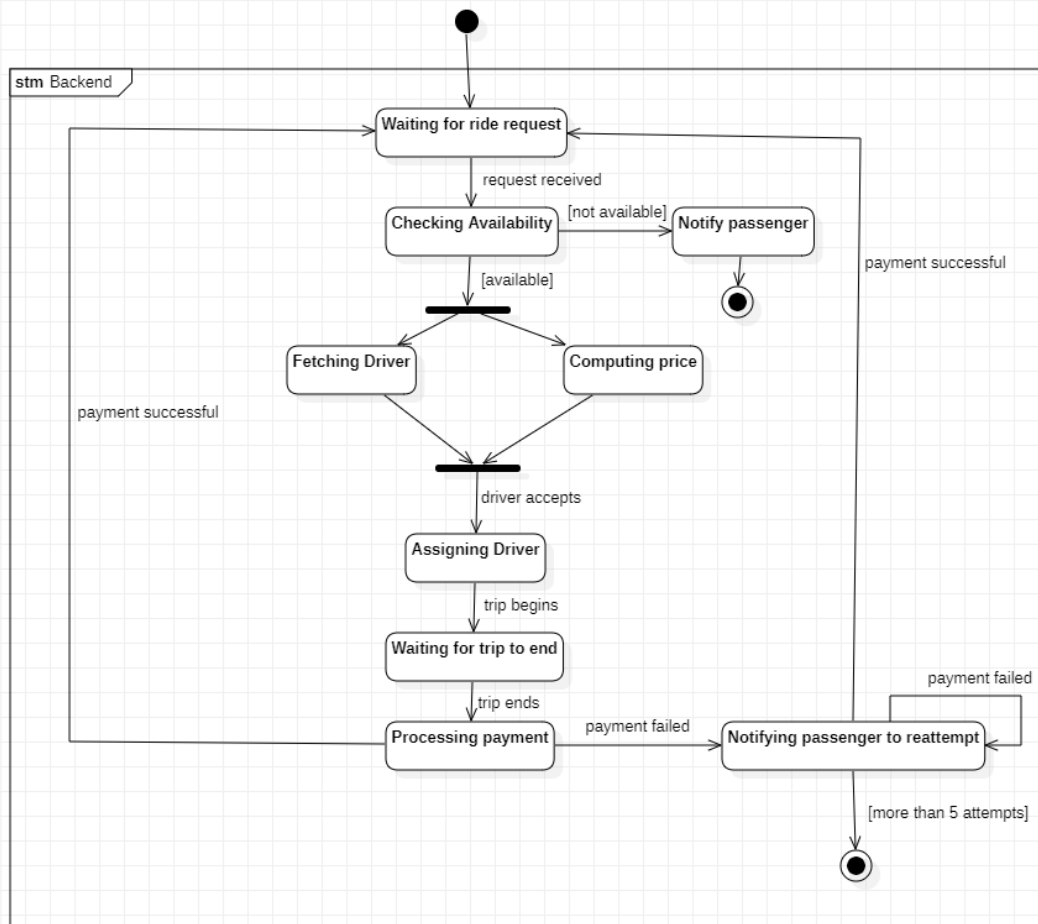 stm Backend
Waiting for ride request
request received
Checking Availability
[not available]
Notify passenger
[available]
payment successful
Fetching Driver
Computing price
payment successful
driver accepts
Assigning Driver
trip begins
Waiting for trip to end
trip ends
Processing payment
payment failed
Notifying passenger to reattempt
payment failed
[more than 5 attempts]